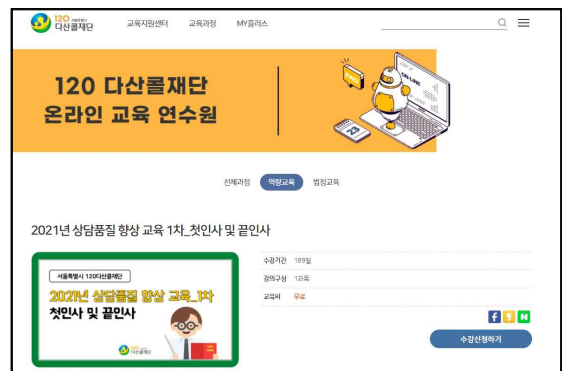 120 서울특별시
다산콜재단
교육지원센터 교육과정 MY플러스
120 다산콜재단
온라인 교육 연수원
ON-LINE
23
전체과정 역량교육 법정교육
2021년 상담품질 향상 교육 1차_첫인사 및 끝인사
서울특별시 120다산콜재단
2021년 상담품질 향상 교육_1차
첫인사 및 끝인사
120 다산콜재단
수강기간 189일
강의구성 1과목
교육비 무료
수강신청하기